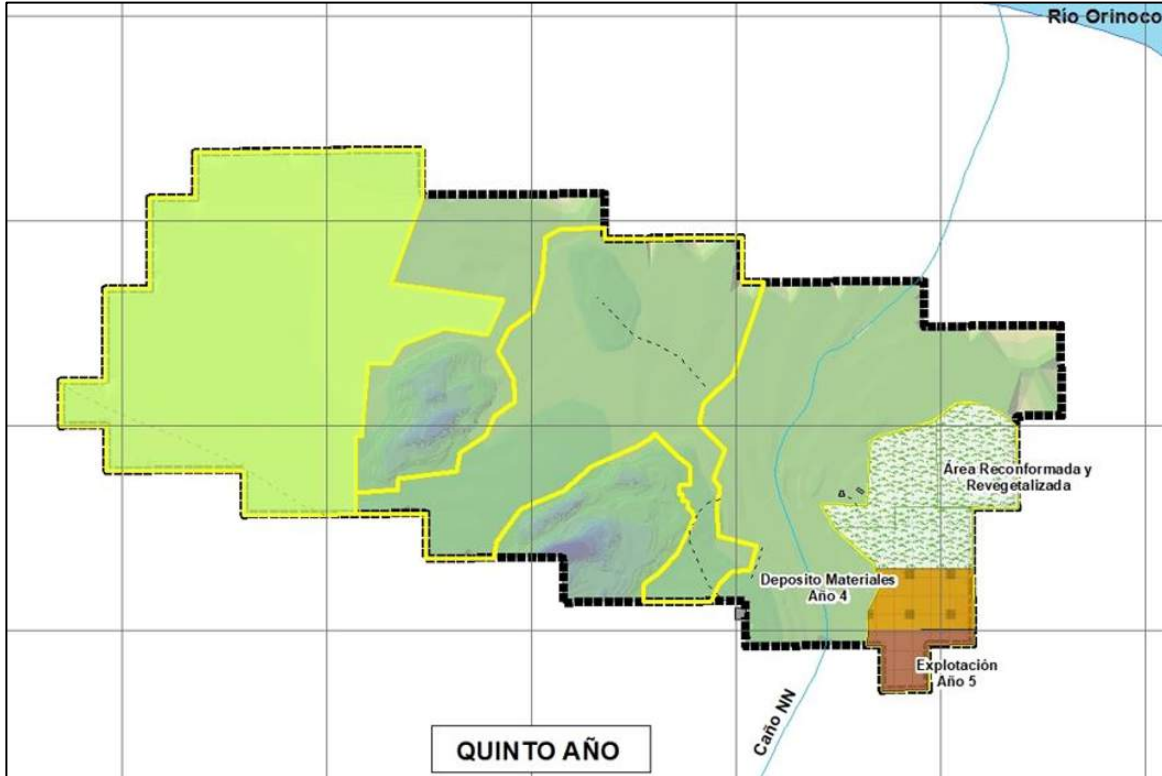 Río Orinoco
Área Reconformada y
Revegetalizada
Deposito Materiales
Año 4
Explotación
Año 5
Caño NN
QUINTO AÑO